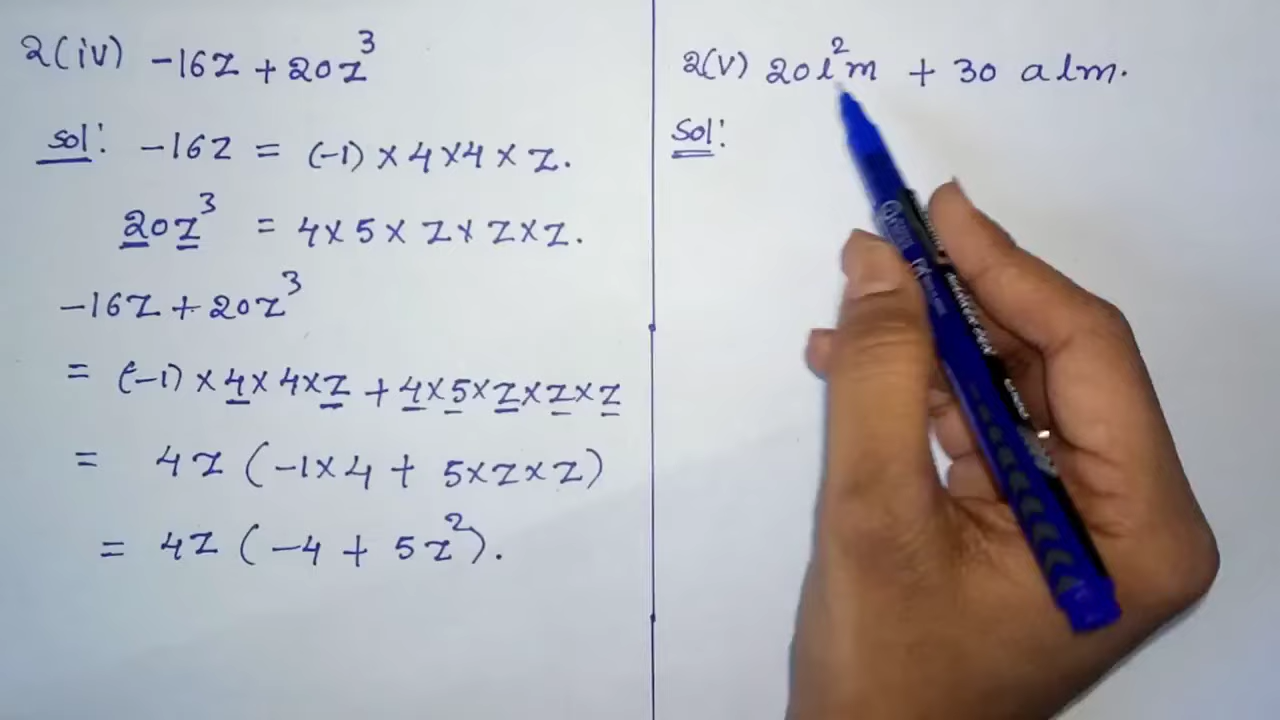 2(iv) -16z + 20z³
sol: -16z = (-1) × 4 × 4 × z.
20z³ = 4 × 5 × z × z × z.
-16z + 20z³
= (-1) × 4 × 4 × z + 4 × 5 × z × z × z
= 4z (-1 × 4 + 5 × z × z)
= 4z (-4 + 5z²).
2(v) 20l²m + 30 alm.
Sol: